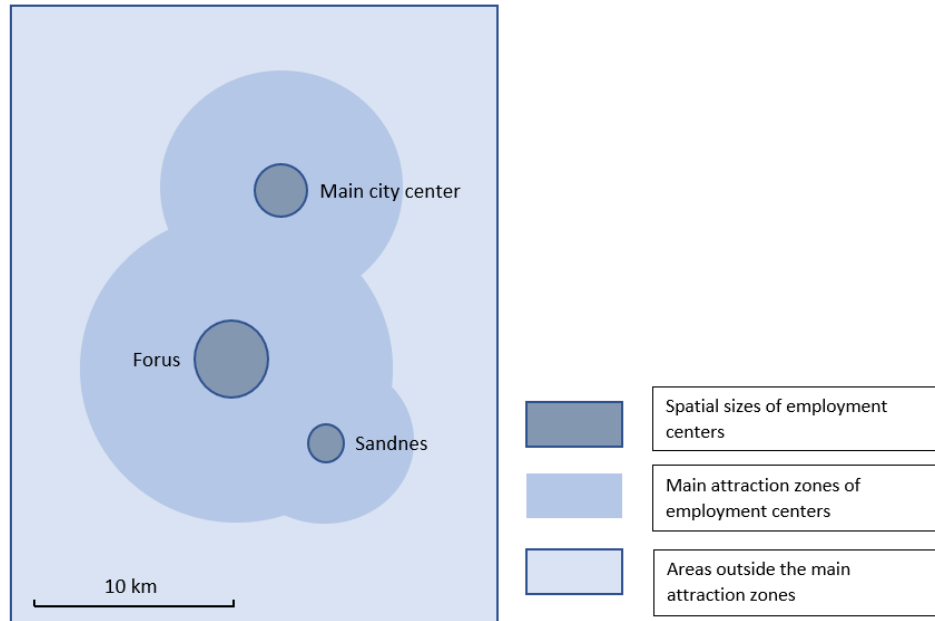 Main city center
Forus
Sandnes
10 km
Spatial sizes of employment
centers
Main attraction zones of
employment centers
Areas outside the main
attraction zones